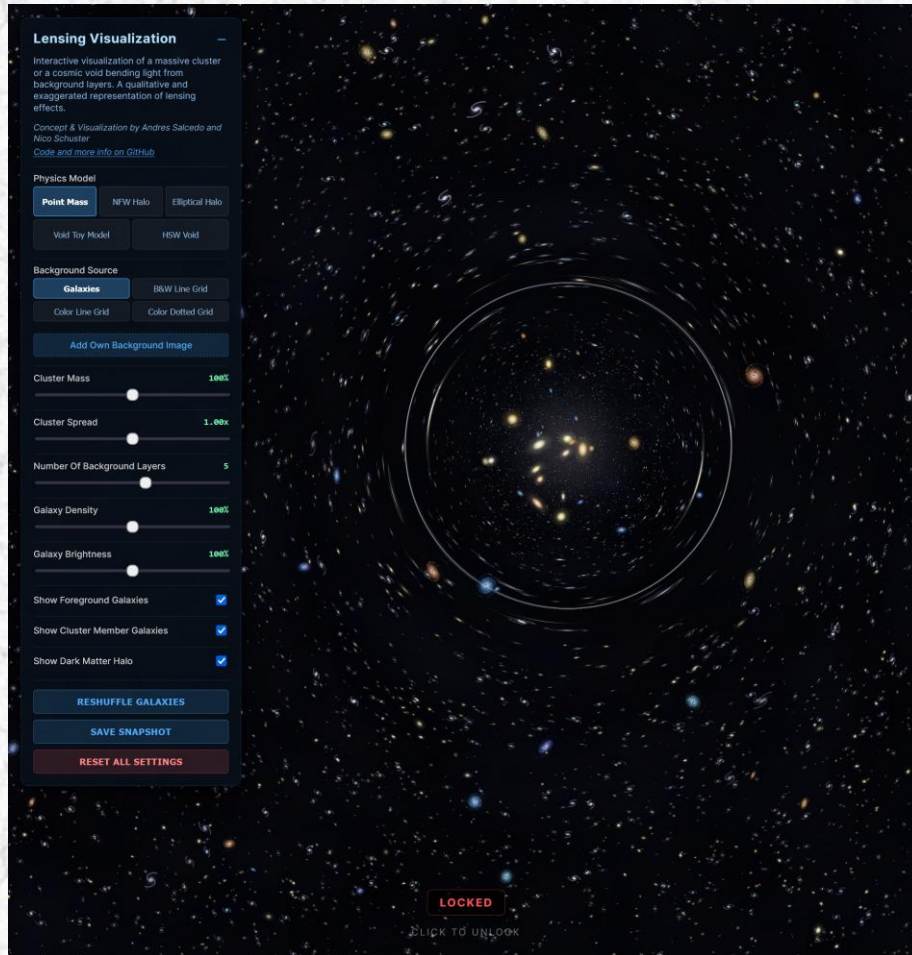 Lensing Visualization –
Interactive visualization of a massive cluster
or a cosmic void bending light from
background layers. A qualitative and
exaggerated representation of lensing
effects.
Concept & Visualization by Andres Salcedo and
Nico Schuster
Code and more info on GitHub
Physics Model
Point Mass NFW Halo Elliptical Halo
Void Toy Model HSW Void
Background Source
Galaxies B&W Line Grid
Color Line Grid Color Dotted Grid
Add Own Background Image
Cluster Mass 100%
Cluster Spread 1.00x
Number Of Background Layers 5
Galaxy Density 100%
Galaxy Brightness 100%
Show Foreground Galaxies
Show Cluster Member Galaxies
Show Dark Matter Halo
RESHUFFLE GALAXIES
SAVE SNAPSHOT
RESET ALL SETTINGS
LOCKED
CLICK TO UNLOCK